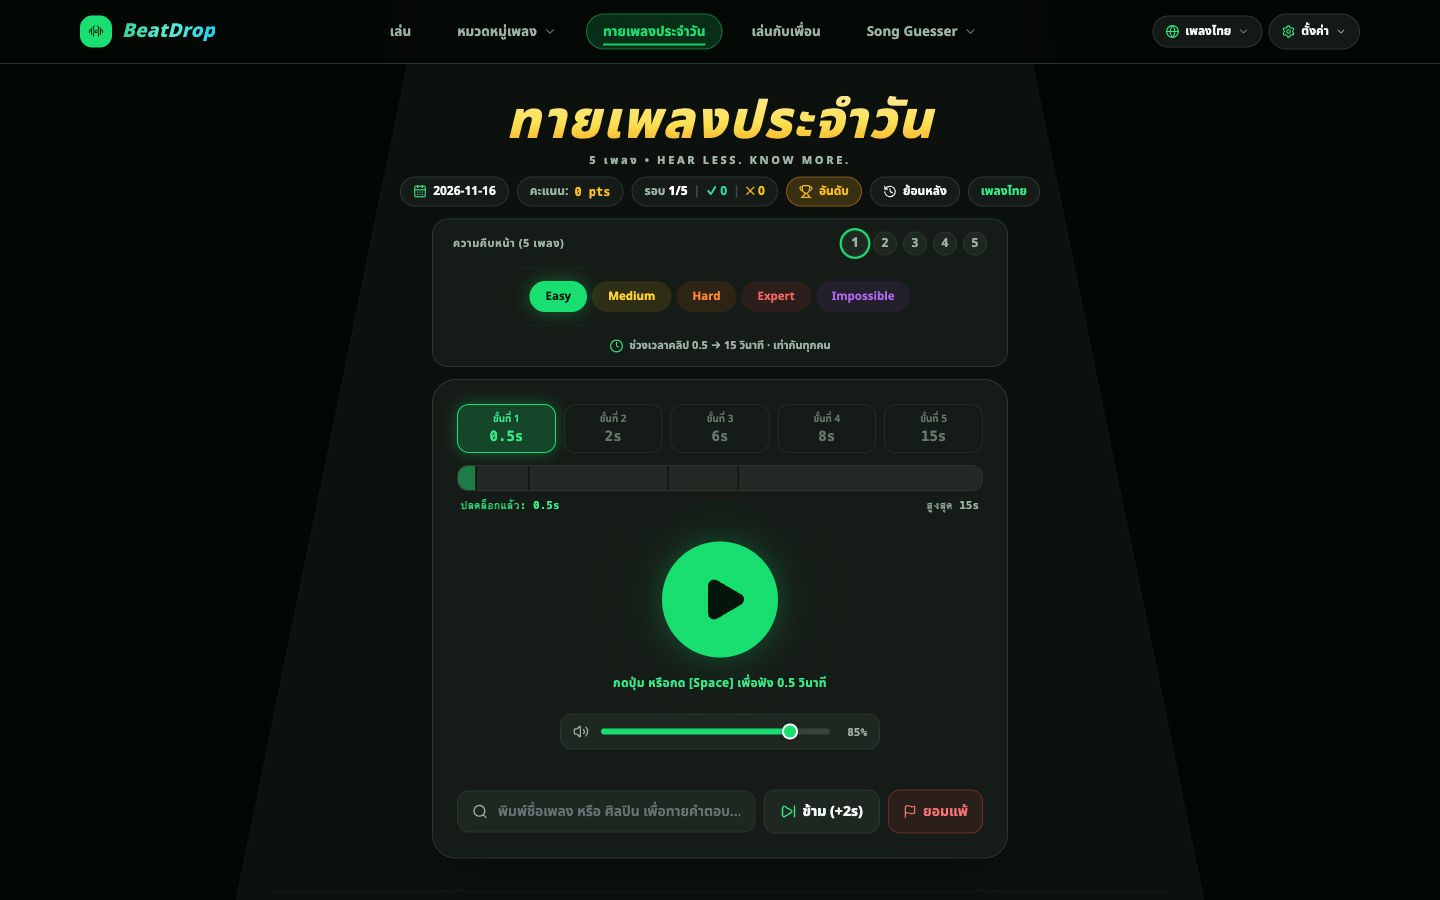 BeatDrop
เล่น
หมวดหมู่เพลง
ทายเพลงประจำวัน
เล่นกับเพื่อน
Song Guesser
เพลงไทย
ตั้งค่า
ทายเพลงประจำวัน
5 เพลง • HEAR LESS. KNOW MORE.
2026-11-16
คะแนน: 0 pts
รอบ 1/5 | 0 | 0
อันดับ
ย้อนหลัง
เพลงไทย
ความคืบหน้า (5 เพลง)
1 2 3 4 5
Easy
Medium
Hard
Expert
Impossible
ช่วงเวลาคลิป 0.5 → 15 วินาที · เท่ากันทุกคน
ขั้นที่ 1
0.5s
ขั้นที่ 2
2s
ขั้นที่ 3
6s
ขั้นที่ 4
8s
ขั้นที่ 5
15s
ปลดล็อกแล้ว: 0.5s
สูงสุด 15s
กดปุ่ม หรือกด [Space] เพื่อฟัง 0.5 วินาที
85%
พิมพ์ชื่อเพลง หรือ ศิลปิน เพื่อทายคำตอบ...
ข้าม (+2s)
ยอมแพ้